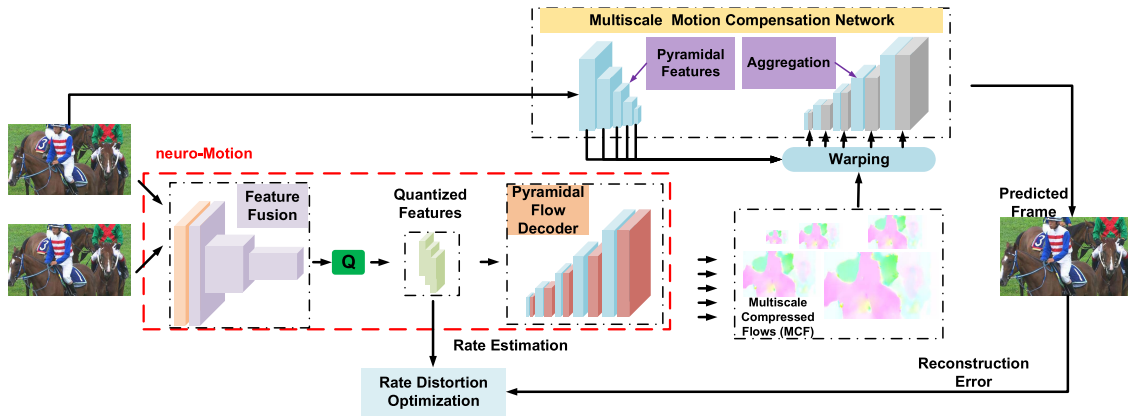 Multiscale Motion Compensation Network
Pyramidal
Features
Aggregation
neuro-Motion
Warping
Feature
Fusion
Quantized
Features
Pyramidal
Flow
Decoder
Predicted
Frame
Q
Multiscale
Compressed
Flows (MCF)
Rate Estimation
Reconstruction
Error
Rate Distortion
Optimization